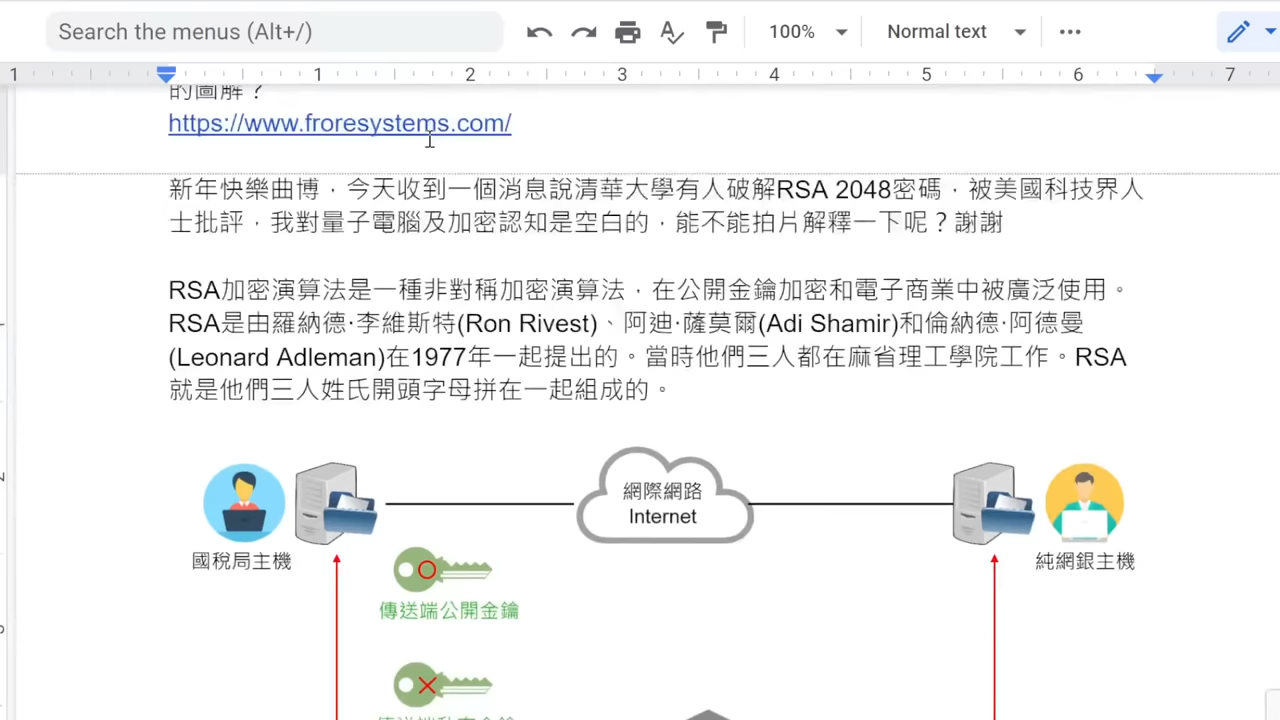 Search the menus (Alt+/)
100%
Normal text
1 1 2 3 4 5 6 7
的圖解？
https://www.froresystems.com/
新年快樂曲博，今天收到一個消息說清華大學有人破解RSA 2048密碼，被美國科技界人
士批評，我對量子電腦及加密認知是空白的，能不能拍片解釋一下呢？謝謝
RSA加密演算法是一種非對稱加密演算法，在公開金鑰加密和電子商業中被廣泛使用。
RSA是由羅納德·李維斯特(Ron Rivest)、阿迪·薩莫爾(Adi Shamir)和倫納德·阿德曼
(Leonard Adleman)在1977年一起提出的。當時他們三人都在麻省理工學院工作。RSA
就是他們三人姓氏開頭字母拼在一起組成的。
網際網路
Internet
國稅局主機
純網銀主機
傳送端公開金鑰